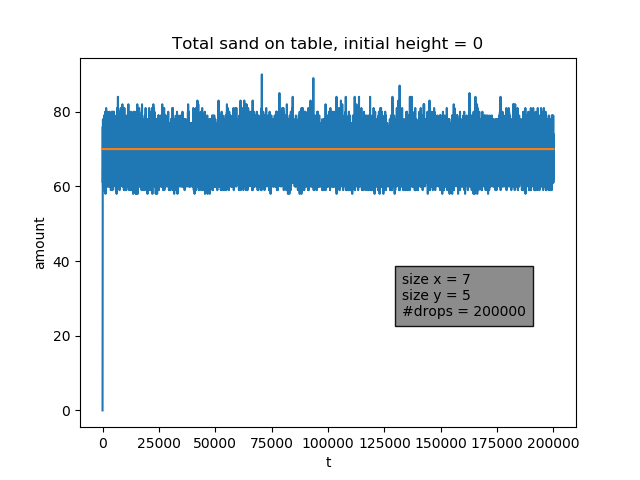 Total sand on table, initial height = 0
80
60
40
20
0
amount
size x = 7
size y = 5
#drops = 200000
0 25000 50000 75000 100000 125000 150000 175000 200000
t